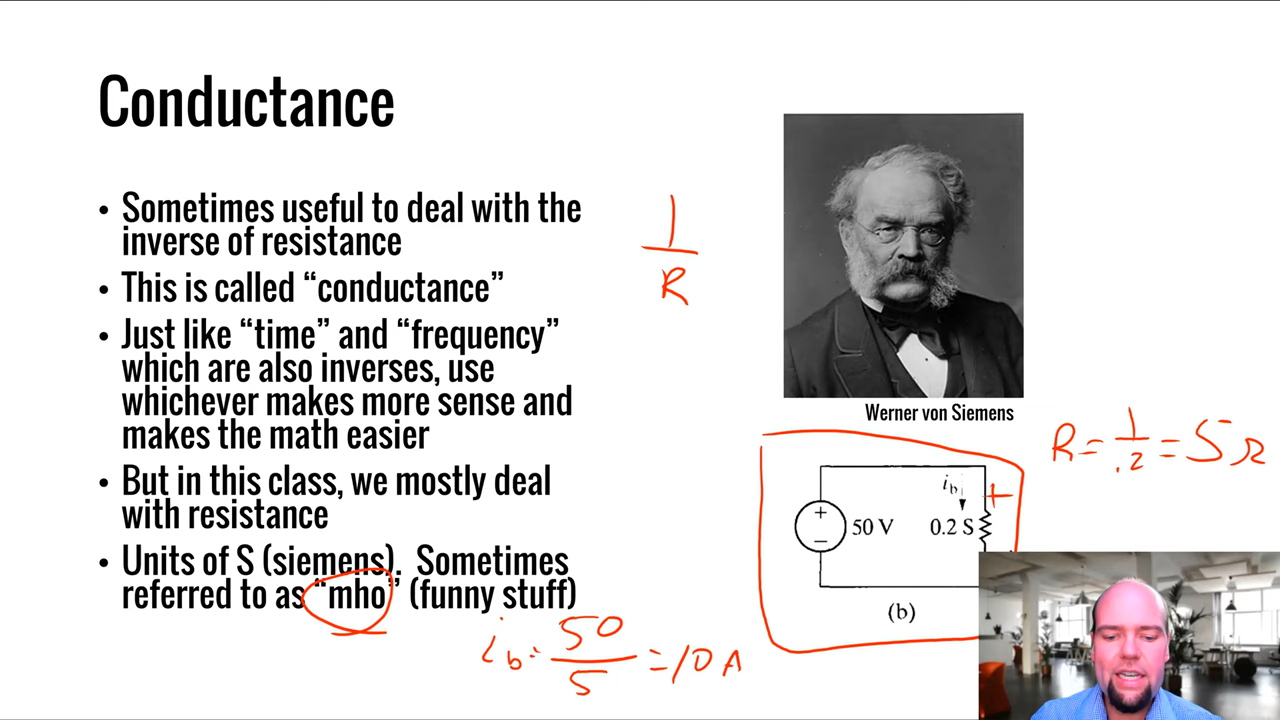 Conductance
• Sometimes useful to deal with the
inverse of resistance
• This is called “conductance”
• Just like “time” and “frequency”
which are also inverses, use
whichever makes more sense and
makes the math easier
• But in this class, we mostly deal
with resistance
• Units of S (siemens). Sometimes
referred to as “mho” (funny stuff)
1
R
Werner von Siemens
R = 1/.2 = 5 Ω
i_b
+
+
50 V
0.2 S
−
(b)
i_b = 50/5 = 10 A